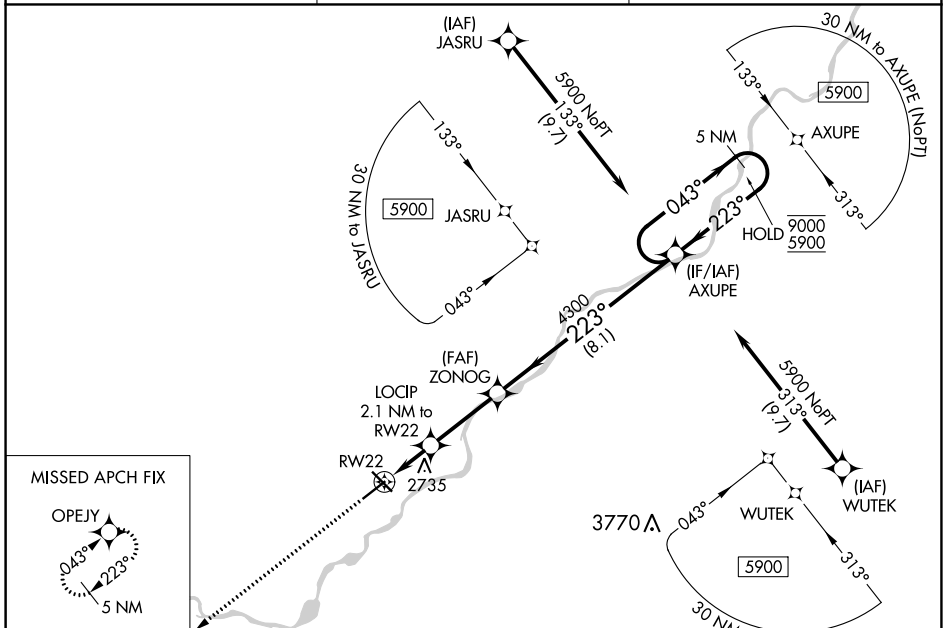 (IAF)
JASRU
5900 NoPT
133°
(9.7)
30 NM to AXUPE (NoPT)
133°
5900
AXUPE
313°
133°
30 NM to JASRU
5900
JASRU
043°
5 NM
043°
223°
HOLD
9000
5900
(IF/IAF)
AXUPE
4300
223°
(8.1)
(FAF)
ZONOG
LOCIP
2.1 NM to
RW22
RW22
2735
5900 NoPT
313°
(9.7)
(IAF)
WUTEK
3770
043°
WUTEK
313°
5900
30 NM
MISSED APCH FIX
OPEJY
043°
223°
5 NM